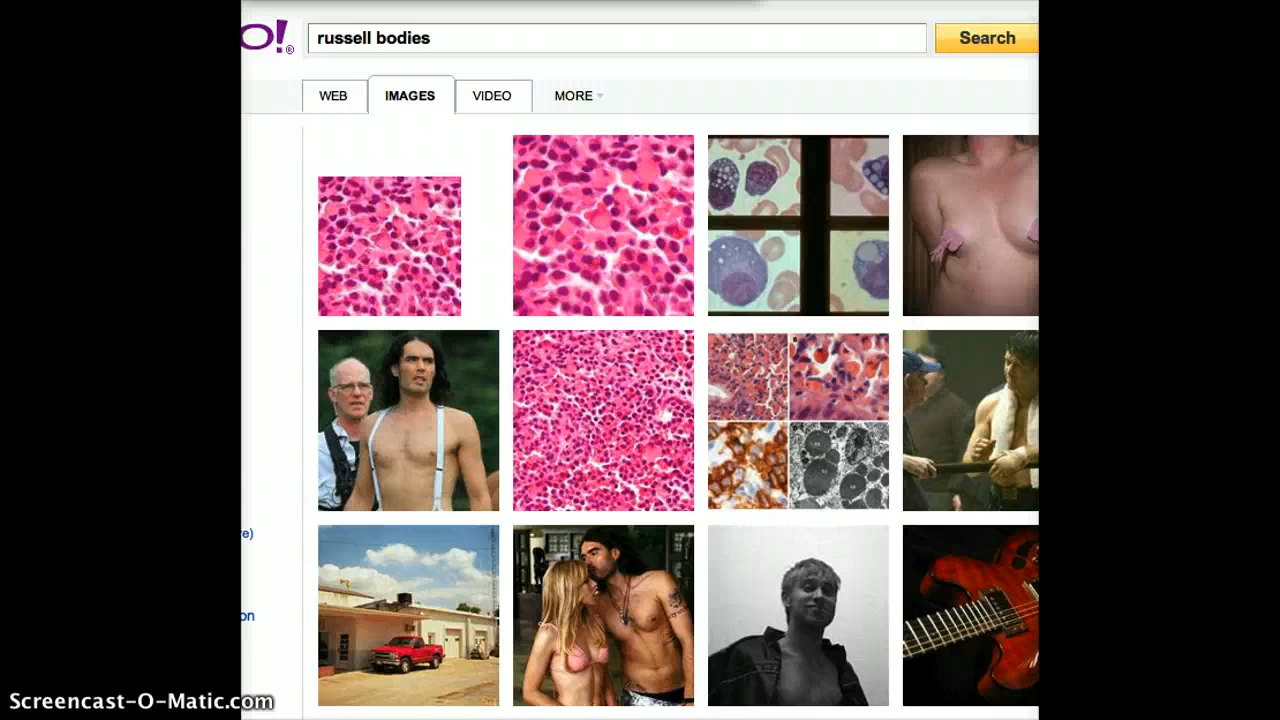 O!®
russell bodies
Search
WEB
IMAGES
VIDEO
MORE
e)
on
Screencast-O-Matic.com